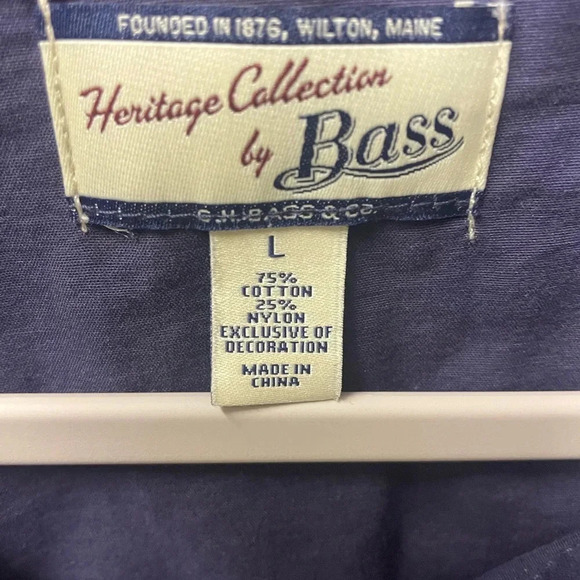 FOUNDED IN 1876, WILTON, MAINE
Heritage Collection
by Bass
G.H. BASS & CO.
L
75%
COTTON
25%
NYLON
EXCLUSIVE OF
DECORATION
MADE IN
CHINA